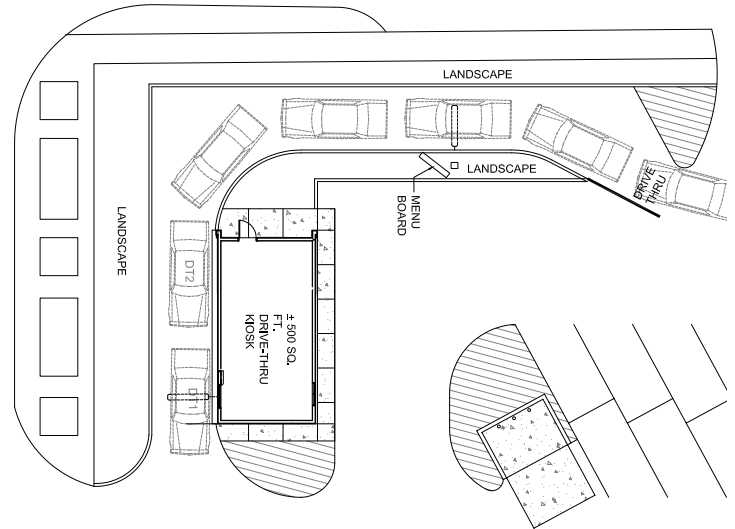 LANDSCAPE
LANDSCAPE
DRIVE
THRU
MENU
BOARD
LANDSCAPE
DT2
± 500 SQ.
FT.
DRIVE-THRU
KIOSK
DT1